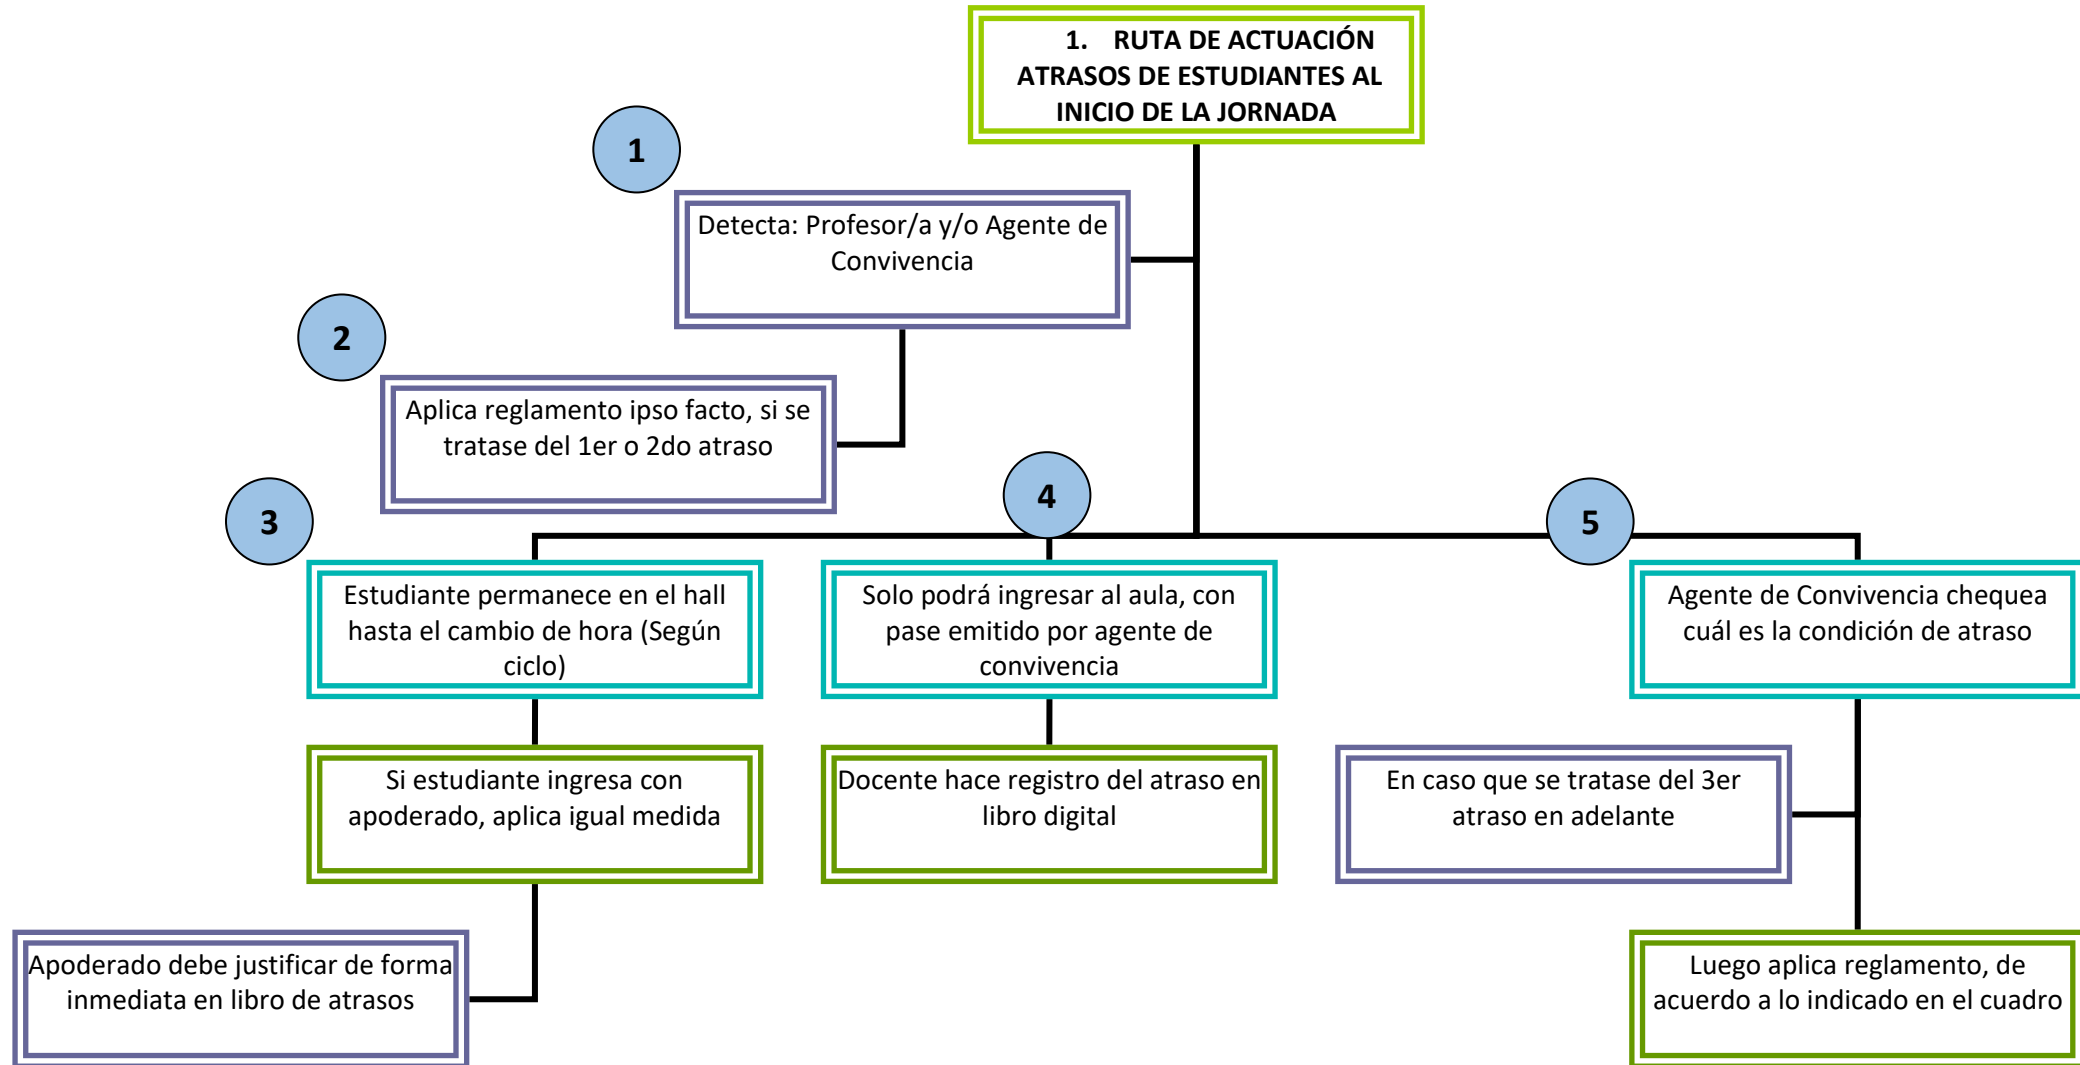 1. RUTA DE ACTUACIÓN
ATRASOS DE ESTUDIANTES AL
INICIO DE LA JORNADA
1
Detecta: Profesor/a y/o Agente de
Convivencia
2
Aplica reglamento ipso facto, si se
tratase del 1er o 2do atraso
3
Estudiante permanece en el hall
hasta el cambio de hora (Según
ciclo)
Si estudiante ingresa con
apoderado, aplica igual medida
Apoderado debe justificar de forma
inmediata en libro de atrasos
4
Solo podrá ingresar al aula, con
pase emitido por agente de
convivencia
Docente hace registro del atraso en
libro digital
5
Agente de Convivencia chequea
cuál es la condición de atraso
En caso que se tratase del 3er
atraso en adelante
Luego aplica reglamento, de
acuerdo a lo indicado en el cuadro